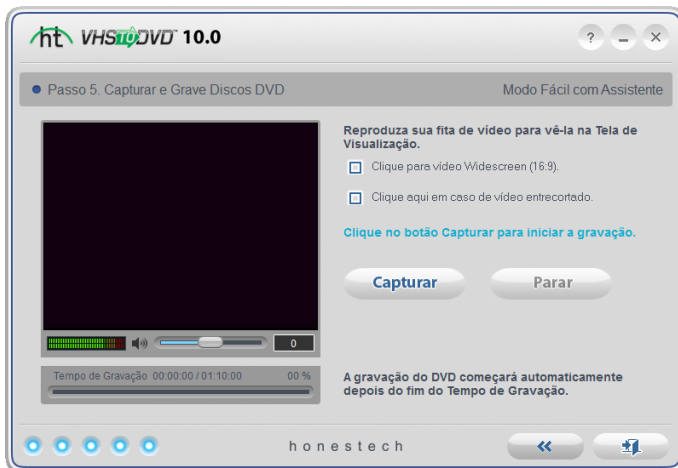 ht VHSTODVD™ 10.0
? – ×
Passo 5. Capturar e Grave Discos DVD
Modo Fácil com Assistente
Reproduza sua fita de vídeo para vê-la na Tela de
Visualização.
Clique para vídeo Widescreen (16:9).
Clique aqui em caso de vídeo entrecortado.
Clique no botão Capturar para iniciar a gravação.
Capturar
Parar
0
Tempo de Gravação 00:00:00 / 01:10:00 00 %
A gravação do DVD começará automaticamente
depois do fim do Tempo de Gravação.
honestech